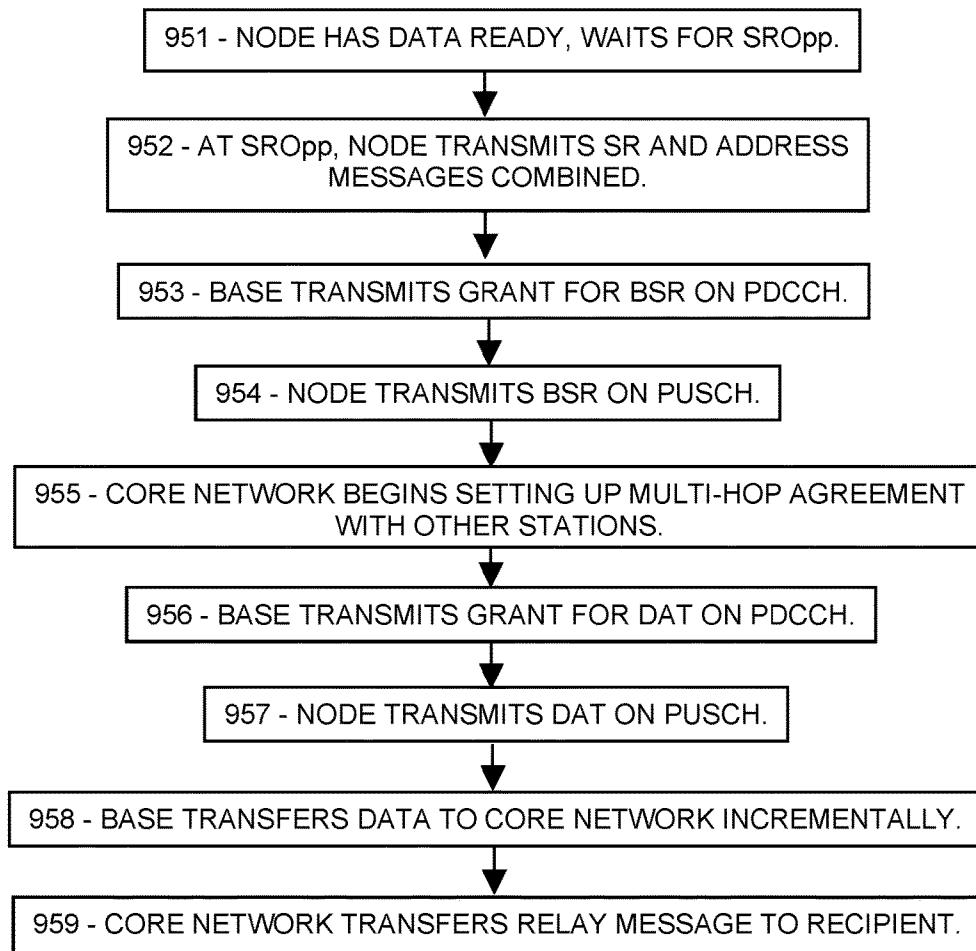 951 - NODE HAS DATA READY, WAITS FOR SROpp.
952 - AT SROpp, NODE TRANSMITS SR AND ADDRESS
MESSAGES COMBINED.
953 - BASE TRANSMITS GRANT FOR BSR ON PDCCH.
954 - NODE TRANSMITS BSR ON PUSCH.
955 - CORE NETWORK BEGINS SETTING UP MULTI-HOP AGREEMENT
WITH OTHER STATIONS.
956 - BASE TRANSMITS GRANT FOR DAT ON PDCCH.
957 - NODE TRANSMITS DAT ON PUSCH.
958 - BASE TRANSFERS DATA TO CORE NETWORK INCREMENTALLY.
959 - CORE NETWORK TRANSFERS RELAY MESSAGE TO RECIPIENT.